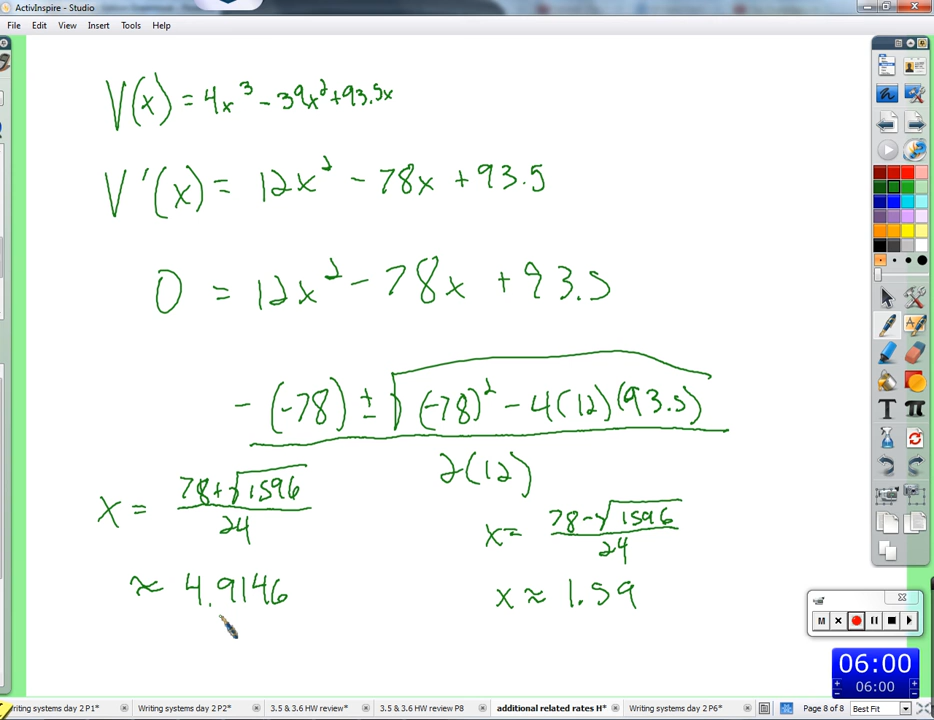 ActivInspire - Studio
File Edit View Insert Tools Help
V(x) = 4x³ - 39x² + 93.5x
V'(x) = 12x² - 78x + 93.5
0 = 12x² - 78x + 93.5
-(-78) ± √(-78)² - 4(12)(93.5)
2(12)
x = 78+√1596
24
≈ 4.9146
x = 78-√1596
24
x ≈ 1.59
M
06:00
06:00
riting systems day 2 P1* Writing systems day 2 P2* 3.5 & 3.6 HW review* 3.5 & 3.6 HW review P8 additional related rates H* Writing systems day 2 P6* Page 8 of 8 Best Fit